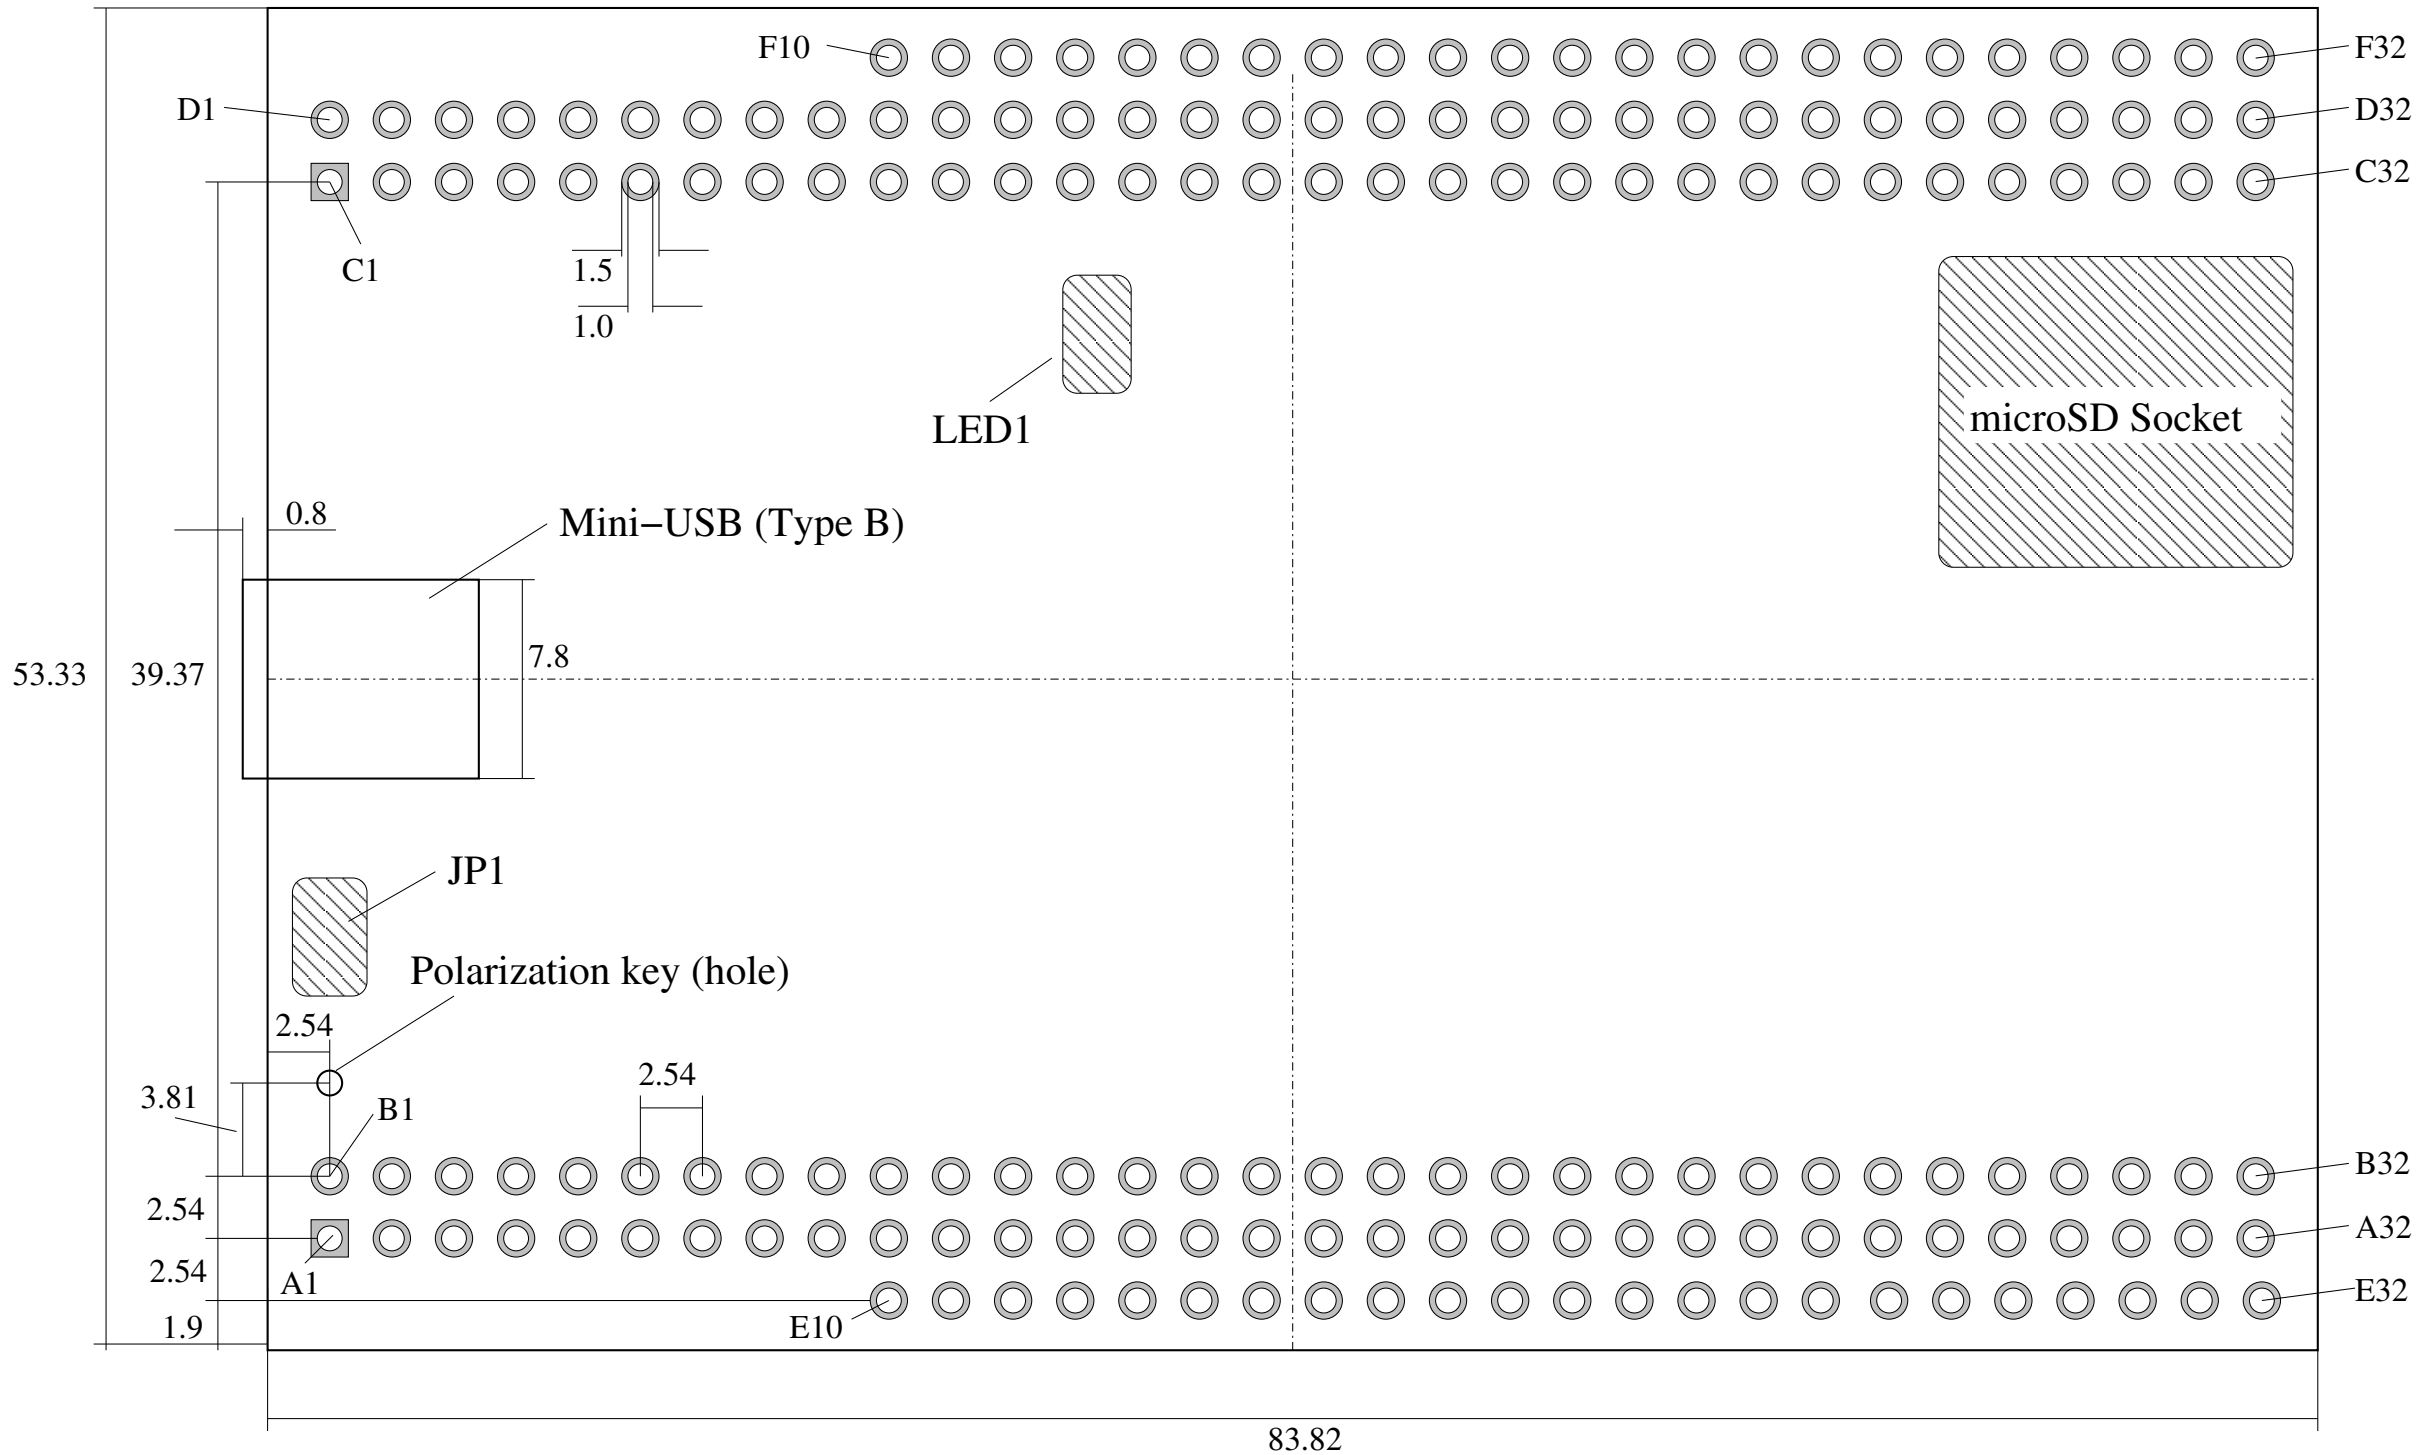 F10
F32
D1
D32
C32
C1
1.5
1.0
LED1
microSD Socket
0.8
Mini−USB (Type B)
53.33
39.37
7.8
JP1
Polarization key (hole)
2.54
2.54
3.81
B1
B32
2.54
A32
2.54
A1
E32
1.9
E10
83.82